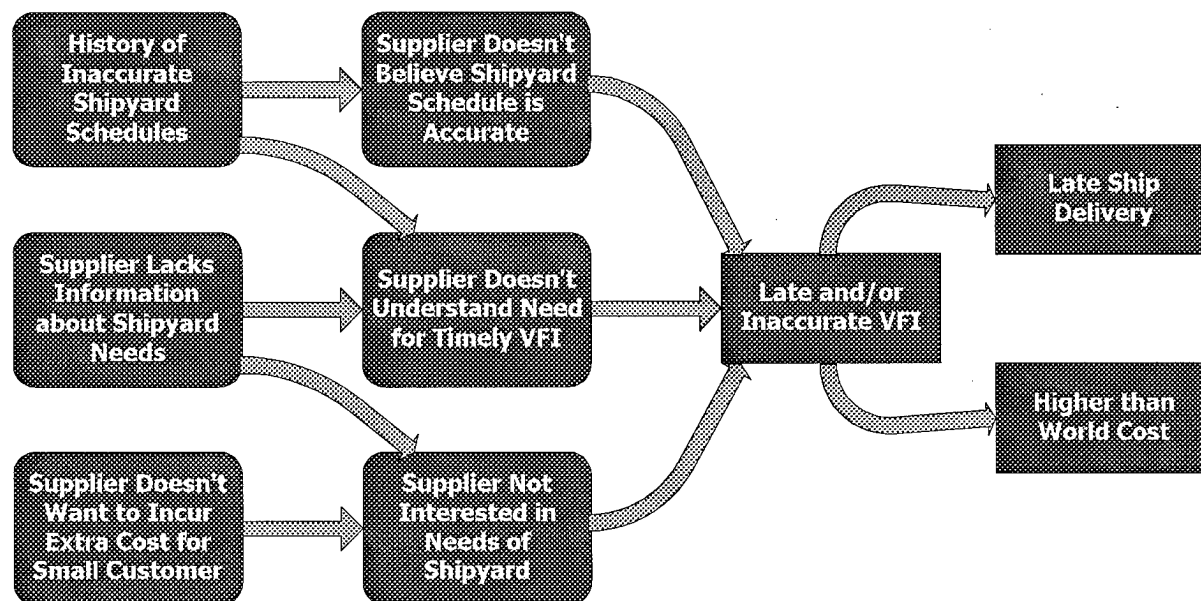 History of
Inaccurate
Shipyard
Schedules
Supplier Doesn't
Believe Shipyard
Schedule is
Accurate
Supplier Lacks
Information
about Shipyard
Needs
Supplier Doesn't
Understand Need
for Timely VFI
Supplier Doesn't
Want to Incur
Extra Cost for
Small Customer
Supplier Not
Interested in
Needs of
Shipyard
Late and/or
Inaccurate VFI
Late Ship
Delivery
Higher than
World Cost